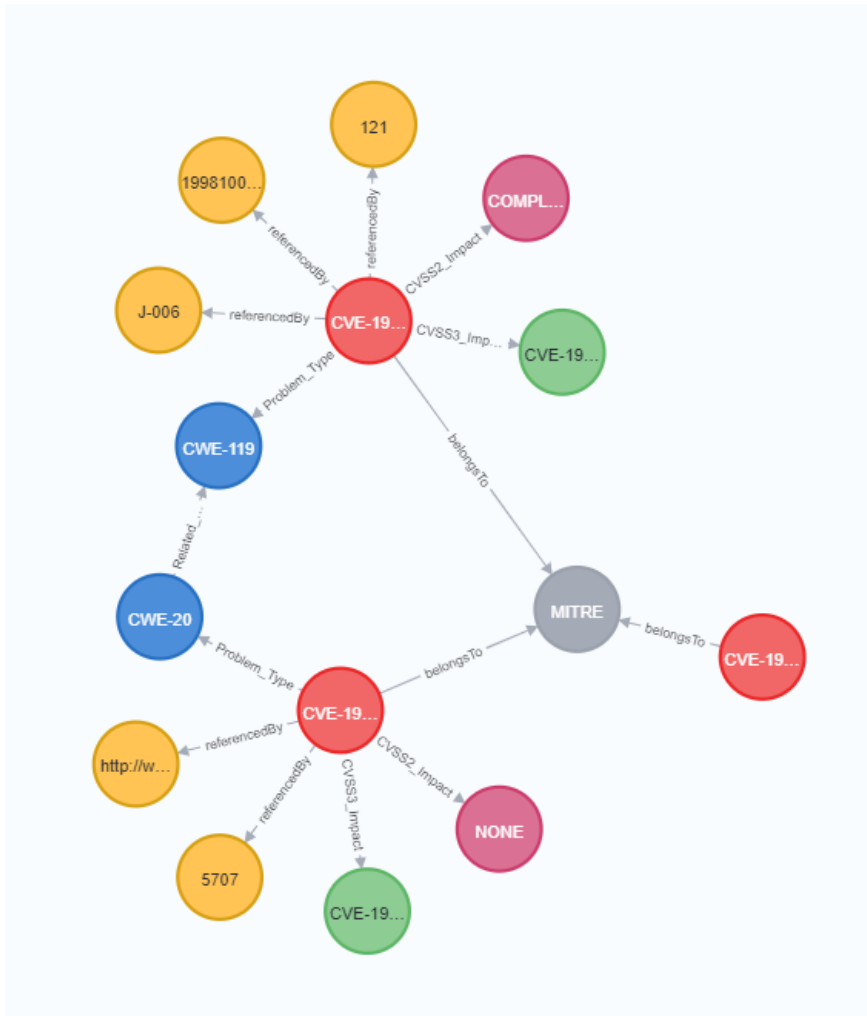 121
1998100…
COMPL…
referencedBy
referencedBy
CVSS2_Impact
J-006
referencedBy
CVE-19…
CVSS3_Imp…
CVE-19…
Problem_Type
CWE-119
belongsTo
Related_…
CWE-20
MITRE
belongsTo
CVE-19…
Problem_Type
belongsTo
CVE-19…
referencedBy
http://w…
CVSS2_Impact
referencedBy
CVSS3_Impact
NONE
5707
CVE-19…